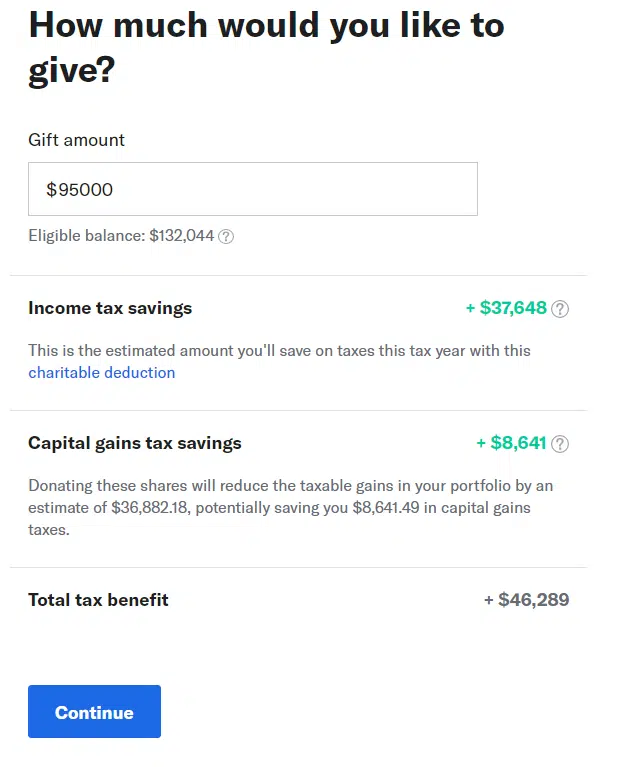 How much would you like to
give?
Gift amount
$95000
Eligible balance: $132,044 ?
Income tax savings + $37,648 ?
This is the estimated amount you'll save on taxes this tax year with this
charitable deduction
Capital gains tax savings + $8,641 ?
Donating these shares will reduce the taxable gains in your portfolio by an
estimate of $36,882.18, potentially saving you $8,641.49 in capital gains
taxes.
Total tax benefit + $46,289
Continue